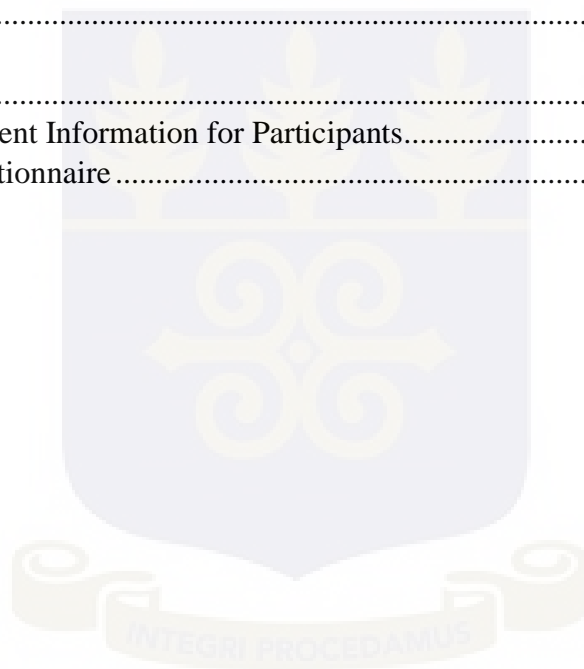 ....................................................................................
....................................................................................
ent Information for Participants.......................
tionnaire ....................................................................
INTEGRI PROCEDAMUS